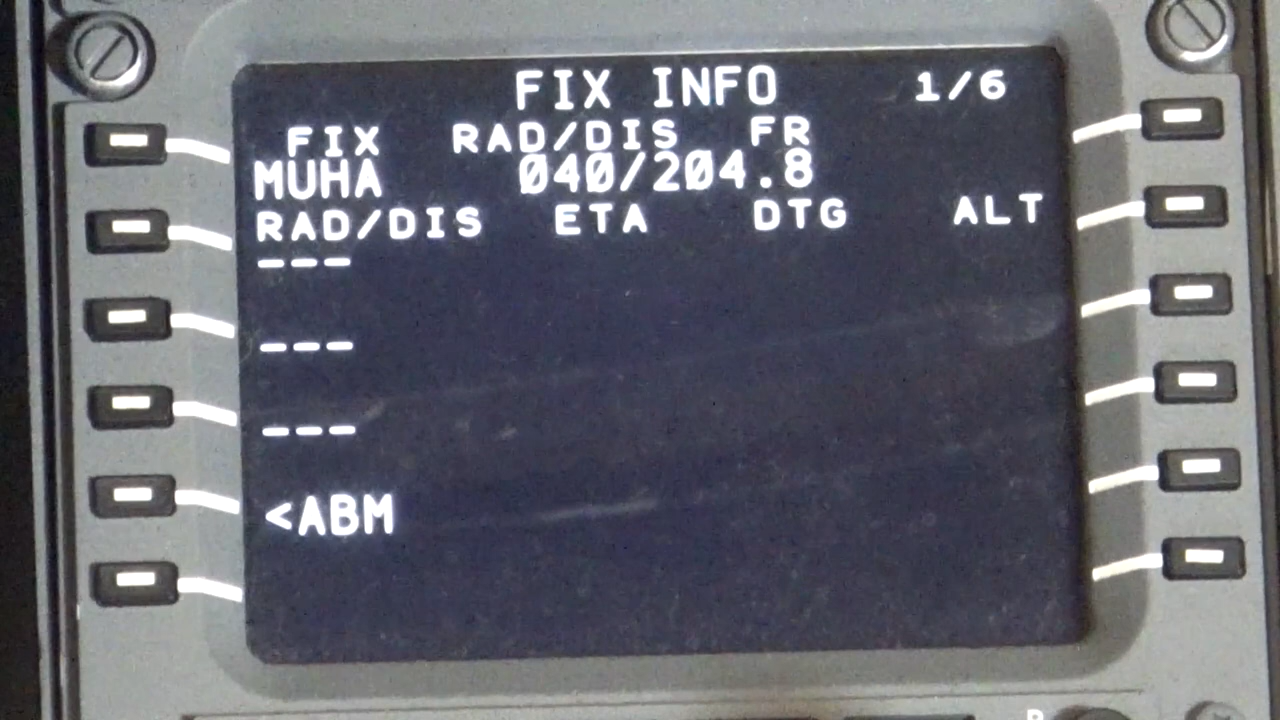 FIX INFO 1/6
FIX RAD/DIS FR
MUHA 040/204.8
RAD/DIS ETA DTG ALT
---
---
---
<ABM